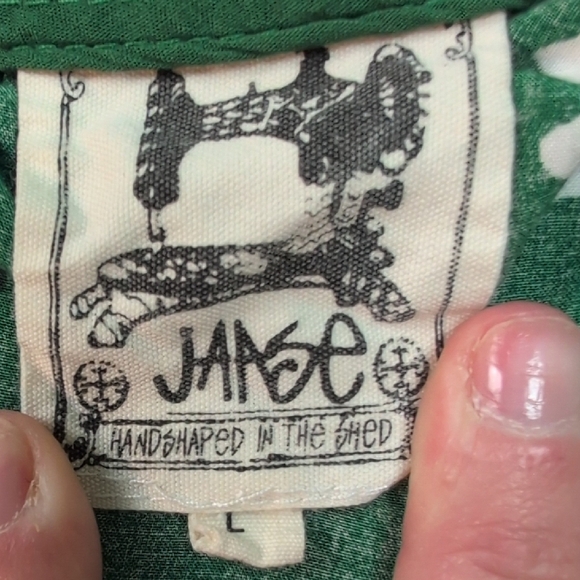 JAASE
HANDSHAPED IN THE SHED
L